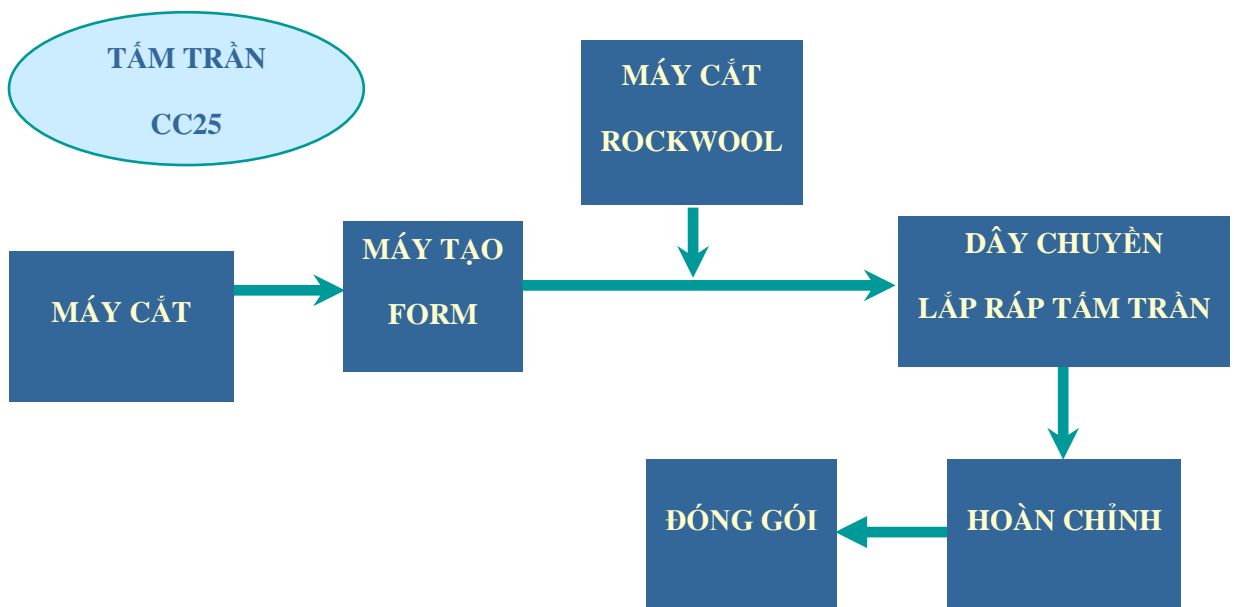 TẤM TRẦN
CC25
MÁY CẮT
ROCKWOOL
MÁY CẮT
MÁY TẠO
FORM
DÂY CHUYỀN
LẮP RÁP TẤM TRẦN
ĐÓNG GÓI
HOÀN CHỈNH